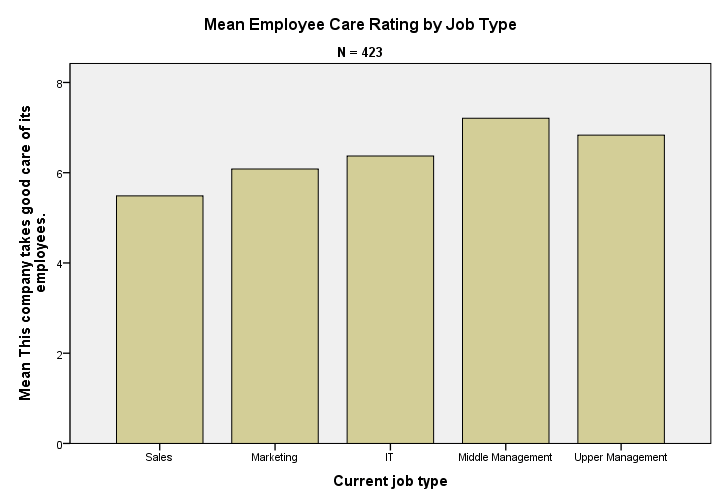 Mean Employee Care Rating by Job Type
N = 423
Mean This company takes good care of its
employees.
8
6
4
2
0
Sales
Marketing
IT
Middle Management
Upper Management
Current job type